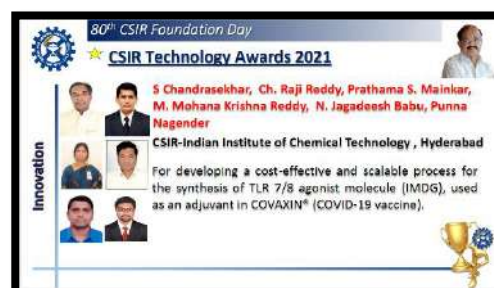 80th CSIR Foundation Day
CSIR Technology Awards 2021
S Chandrasekhar, Ch. Raji Reddy, Prathama S. Mainkar,
M. Mohana Krishna Reddy, N. Jagadeesh Babu, Punna
Nagender
CSIR-Indian Institute of Chemical Technology , Hyderabad
For developing a cost-effective and scalable process for
the synthesis of TLR 7/8 agonist molecule (IMDG), used
as an adjuvant in COVAXIN® (COVID-19 vaccine).
Innovation